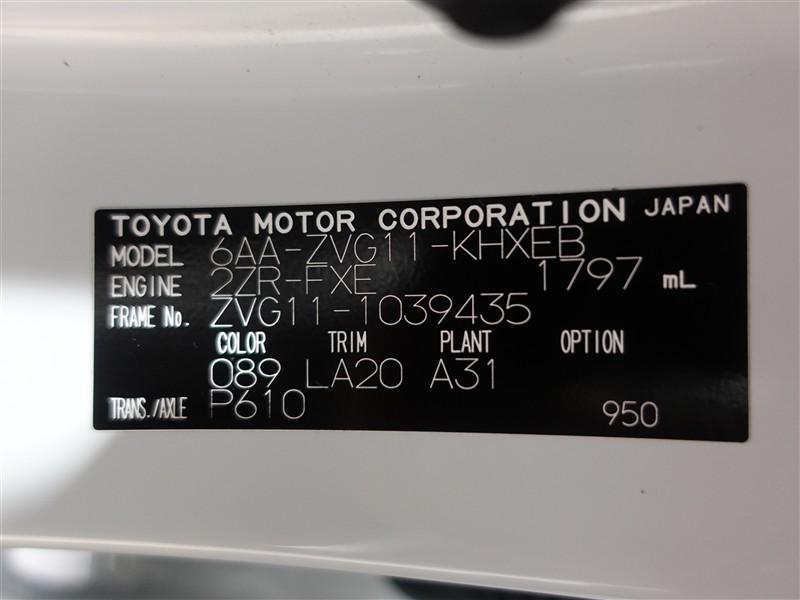 TOYOTA MOTOR CORPORATION JAPAN
MODEL 6AA-ZVG11-KHXEB
ENGINE 2ZR-FXE 1797 mL
FRAME No. ZVG11-1039435
COLOR TRIM PLANT OPTION
089 LA20 A31
TRANS./AXLE P610 950